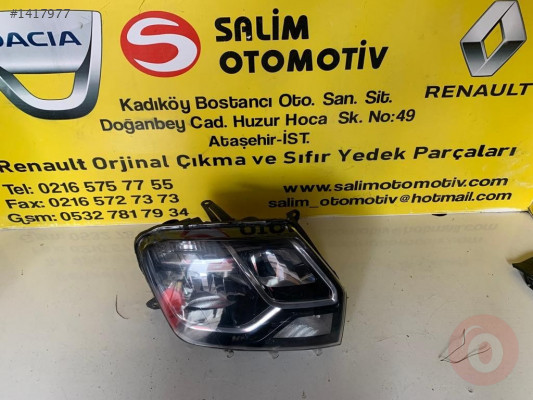 #1417977
DACIA
S SALİM
OTOMOTİV
RENAULT
Kadıköy Bostancı Oto. San. Sit.
Doğanbey Cad. Huzur Hoca Sk. No:49
Ataşehir-İST.
Renault Orjinal Çıkma ve Sıfır Yedek Parçaları
Tel: 0216 575 77 55
Fax: 0216 572 73 73
Gsm: 0532 781 79 34
www.salimotomotiv.com
salim_otomotiv@hotmail.com
OTO